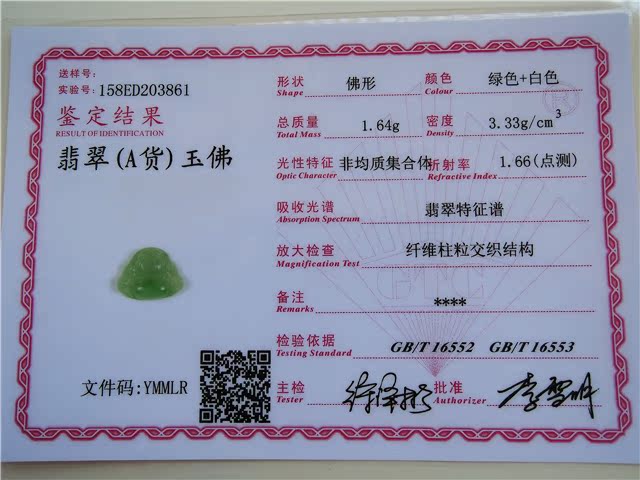 送样号:
实验号: 158ED203861
鉴定结果
RESULT OF IDENTIFICATION
翡翠(A货)玉佛
文件码:YMMLR
形状 佛形 颜色 绿色+白色
Shape Colour
总质量 1.64g 密度 3.33g/cm³
Total Mass Density
光性特征 非均质集合体 折射率 1.66(点测)
Optic Character Refractive Index
吸收光谱 翡翠特征谱
Absorption Spectrum
放大检查 纤维柱粒交织结构
Magnification Test
备注 ****
Remarks
检验依据 GB/T 16552 GB/T 16553
Testing Standard
主检 批准
Tester Authorizer